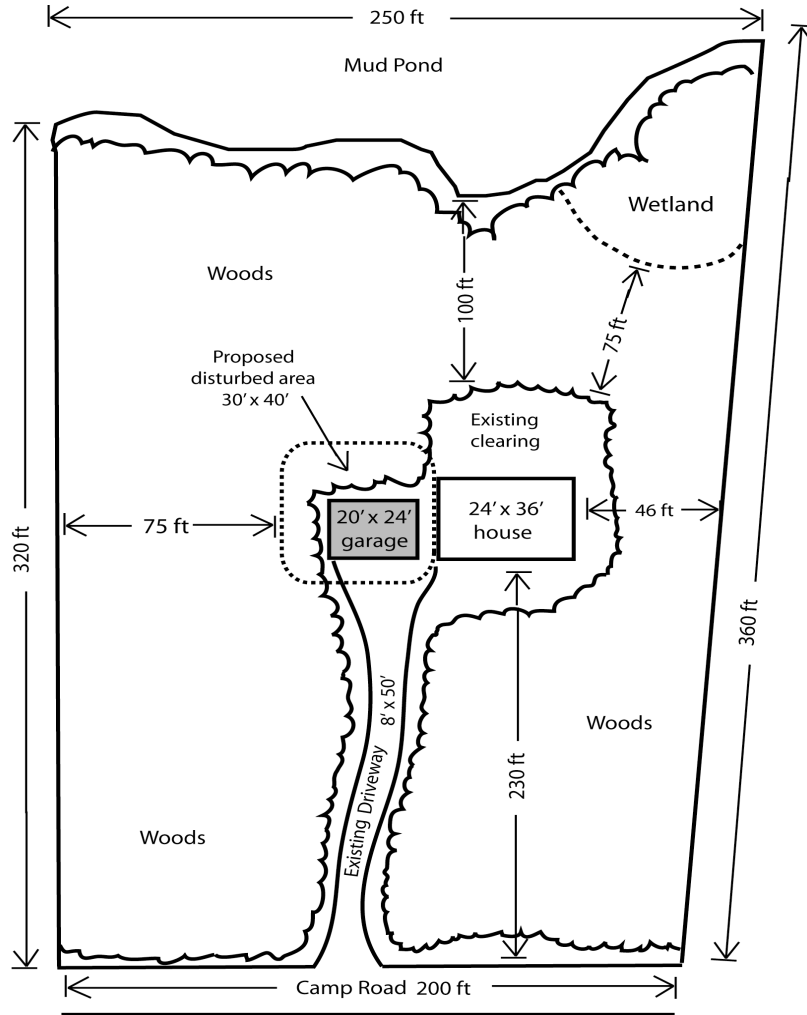 250 ft
Mud Pond
Wetland
Woods
100 ft
75 ft
Proposed
disturbed area
30’ x 40’
Existing
clearing
320 ft
75 ft
20’ x 24’
garage
24’ x 36’
house
46 ft
360 ft
8’ x 50’
Existing Driveway
230 ft
Woods
Woods
Camp Road 200 ft